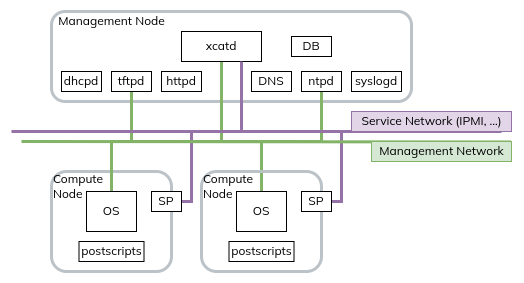 Management Node
xcatd
DB
dhcpd
tftpd
httpd
DNS
ntpd
syslogd
Service Network (IPMI, ...)
Management Network
Compute
Node
OS
SP
postscripts
Compute
Node
OS
SP
postscripts